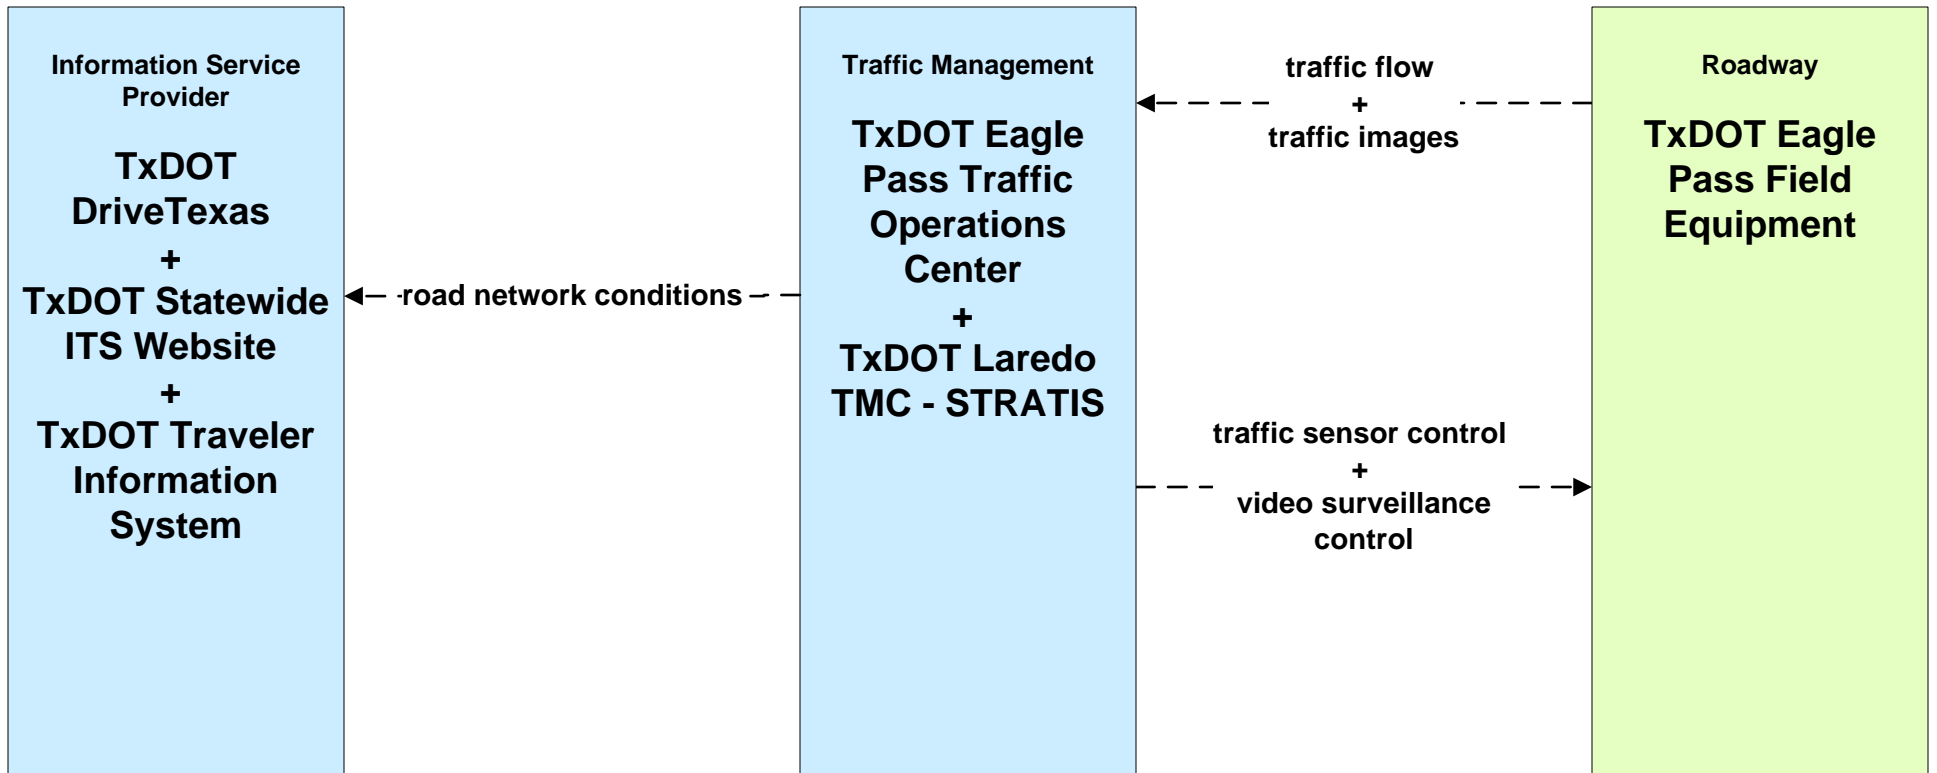 Information Service
Provider
TxDOT
DriveTexas
+
TxDOT Statewide
ITS Website
+
TxDOT Traveler
Information
System
road network conditions
Traffic Management
TxDOT Eagle
Pass Traffic
Operations
Center
+
TxDOT Laredo
TMC - STRATIS
traffic flow
+
traffic images
traffic sensor control
+
video surveillance
control
Roadway
TxDOT Eagle
Pass Field
Equipment